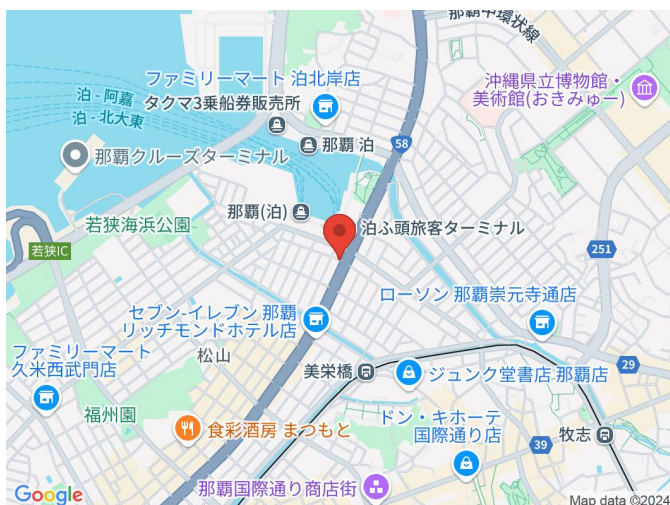 那覇中環状線
ファミリーマート 泊北岸店
沖縄県立博物館・
美術館(おきみゅー)
泊 - 阿嘉
泊 - 北大東
タクマ3乗船券販売所
58
那覇 泊
那覇クルーズターミナル
那覇(泊)
若狭海浜公園
泊ふ頭旅客ターミナル
若狭IC
251
ローソン 那覇崇元寺通店
セブン-イレブン 那覇
リッチモンドホテル店
ファミリーマート
久米西武門店
松山
美栄橋
ジュンク堂書店 那覇店
29
福州園
ドン・キホーテ
国際通り店
食彩酒房 まつもと
39
牧志
那覇国際通り商店街
Google
Map data ©2024